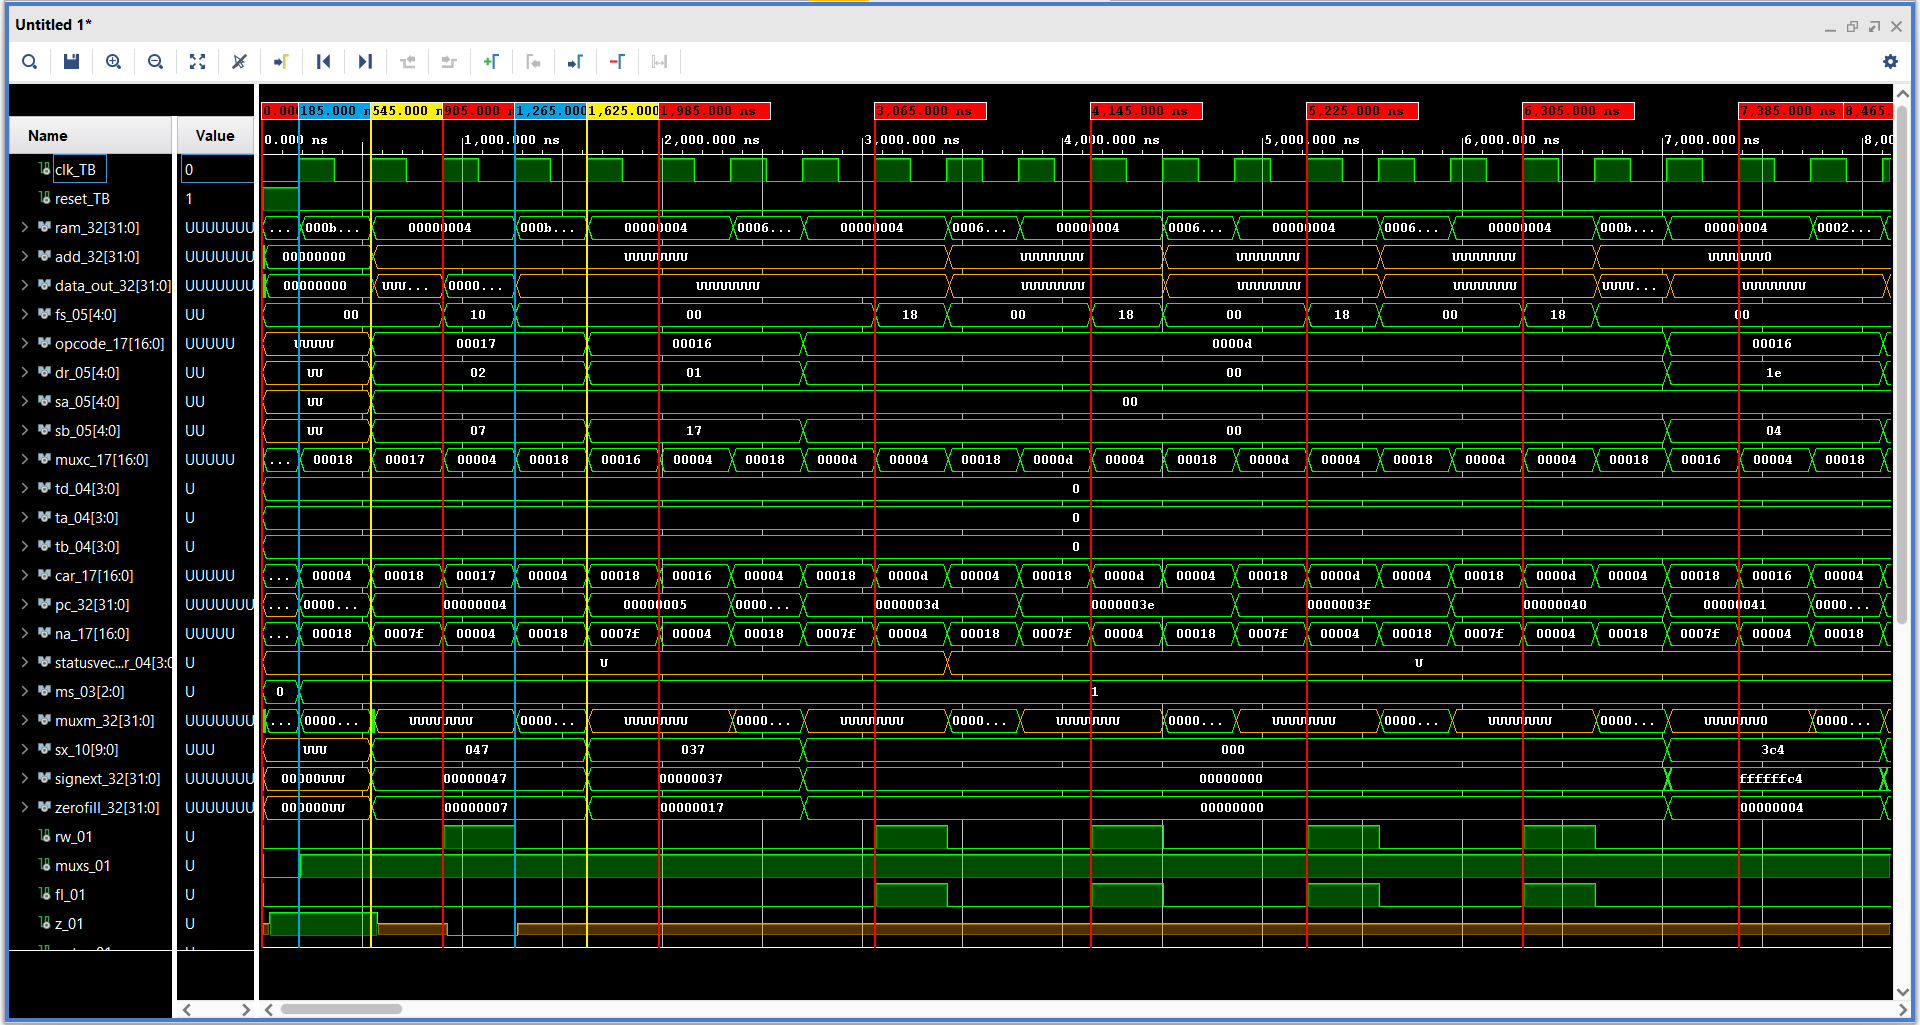 Untitled 1*
0.000 185.000 n 545.000 n 905.000 n 1,265.000 1,625.000 1,985.000 ns 3,065.000 ns 4,145.000 ns 5,225.000 ns 6,305.000 ns 7,385.000 ns 8,465.
Name Value 0.000 ns 1,000.000 ns 2,000.000 ns 3,000.000 ns 4,000.000 ns 5,000.000 ns 6,000.000 ns 7,000.000 ns 8,00
clk_TB 0
reset_TB 1
ram_32[31:0] UUUUUUU ... 000b... 00000004 000b... 00000004 0006... 00000004 0006... 00000004 0006... 00000004 0006... 00000004 000b... 00000004 0002...
add_32[31:0] UUUUUUU 00000000 UUUUUUUU UUUUUUUU UUUUUUUU UUUUUUUU UUUUUUU0
data_out_32[31:0] UUUUUUU 00000000 UUU... 0000... UUUUUUUU UUUUUUUU UUUUUUUU UUUUUUUU UUUU... UUUUUUUU
fs_05[4:0] UU 00 10 00 18 00 18 00 18 00 18 00
opcode_17[16:0] UUUUU UUUUU 00017 00016 0000d 00016
dr_05[4:0] UU UU 02 01 00 1e
sa_05[4:0] UU UU 00
sb_05[4:0] UU UU 07 17 00 04
muxc_17[16:0] UUUUU ... 00018 00017 00004 00018 00016 00004 00018 0000d 00004 00018 0000d 00004 00018 0000d 00004 00018 0000d 00004 00018 00016 00004 00018
td_04[3:0] U 0
ta_04[3:0] U 0
tb_04[3:0] U 0
car_17[16:0] UUUUU ... 00004 00018 00017 00004 00018 00016 00004 00018 0000d 00004 00018 0000d 00004 00018 0000d 00004 00018 0000d 00004 00018 00016 00004
pc_32[31:0] UUUUUUU ... 0000... 00000004 00000005 0000... 0000003d 0000003e 0000003f 00000040 00000041 0000...
na_17[16:0] UUUUU ... 00018 0007f 00004 00018 0007f 00004 00018 0007f 00004 00018 0007f 00004 00018 0007f 00004 00018 0007f 00004 00018 0007f 00004 00018
statusvec...r_04[3:0 U U U
ms_03[2:0] U 0 1
muxm_32[31:0] UUUUUUU ... 0000... UUUUUUUU 0000... UUUUUUUU 0000... UUUUUUUU 0000... UUUUUUUU 0000... UUUUUUUU 0000... UUUUUUUU 0000... UUUUUUU0 0000...
sx_10[9:0] UUU UUU 047 037 000 3c4
signext_32[31:0] UUUUUUU 00000UUU 00000047 00000037 00000000 ffffffc4
zerofill_32[31:0] UUUUUUU 000000UU 00000007 00000017 00000000 00000004
rw_01 U
muxs_01 U
fl_01 U
z_01 U